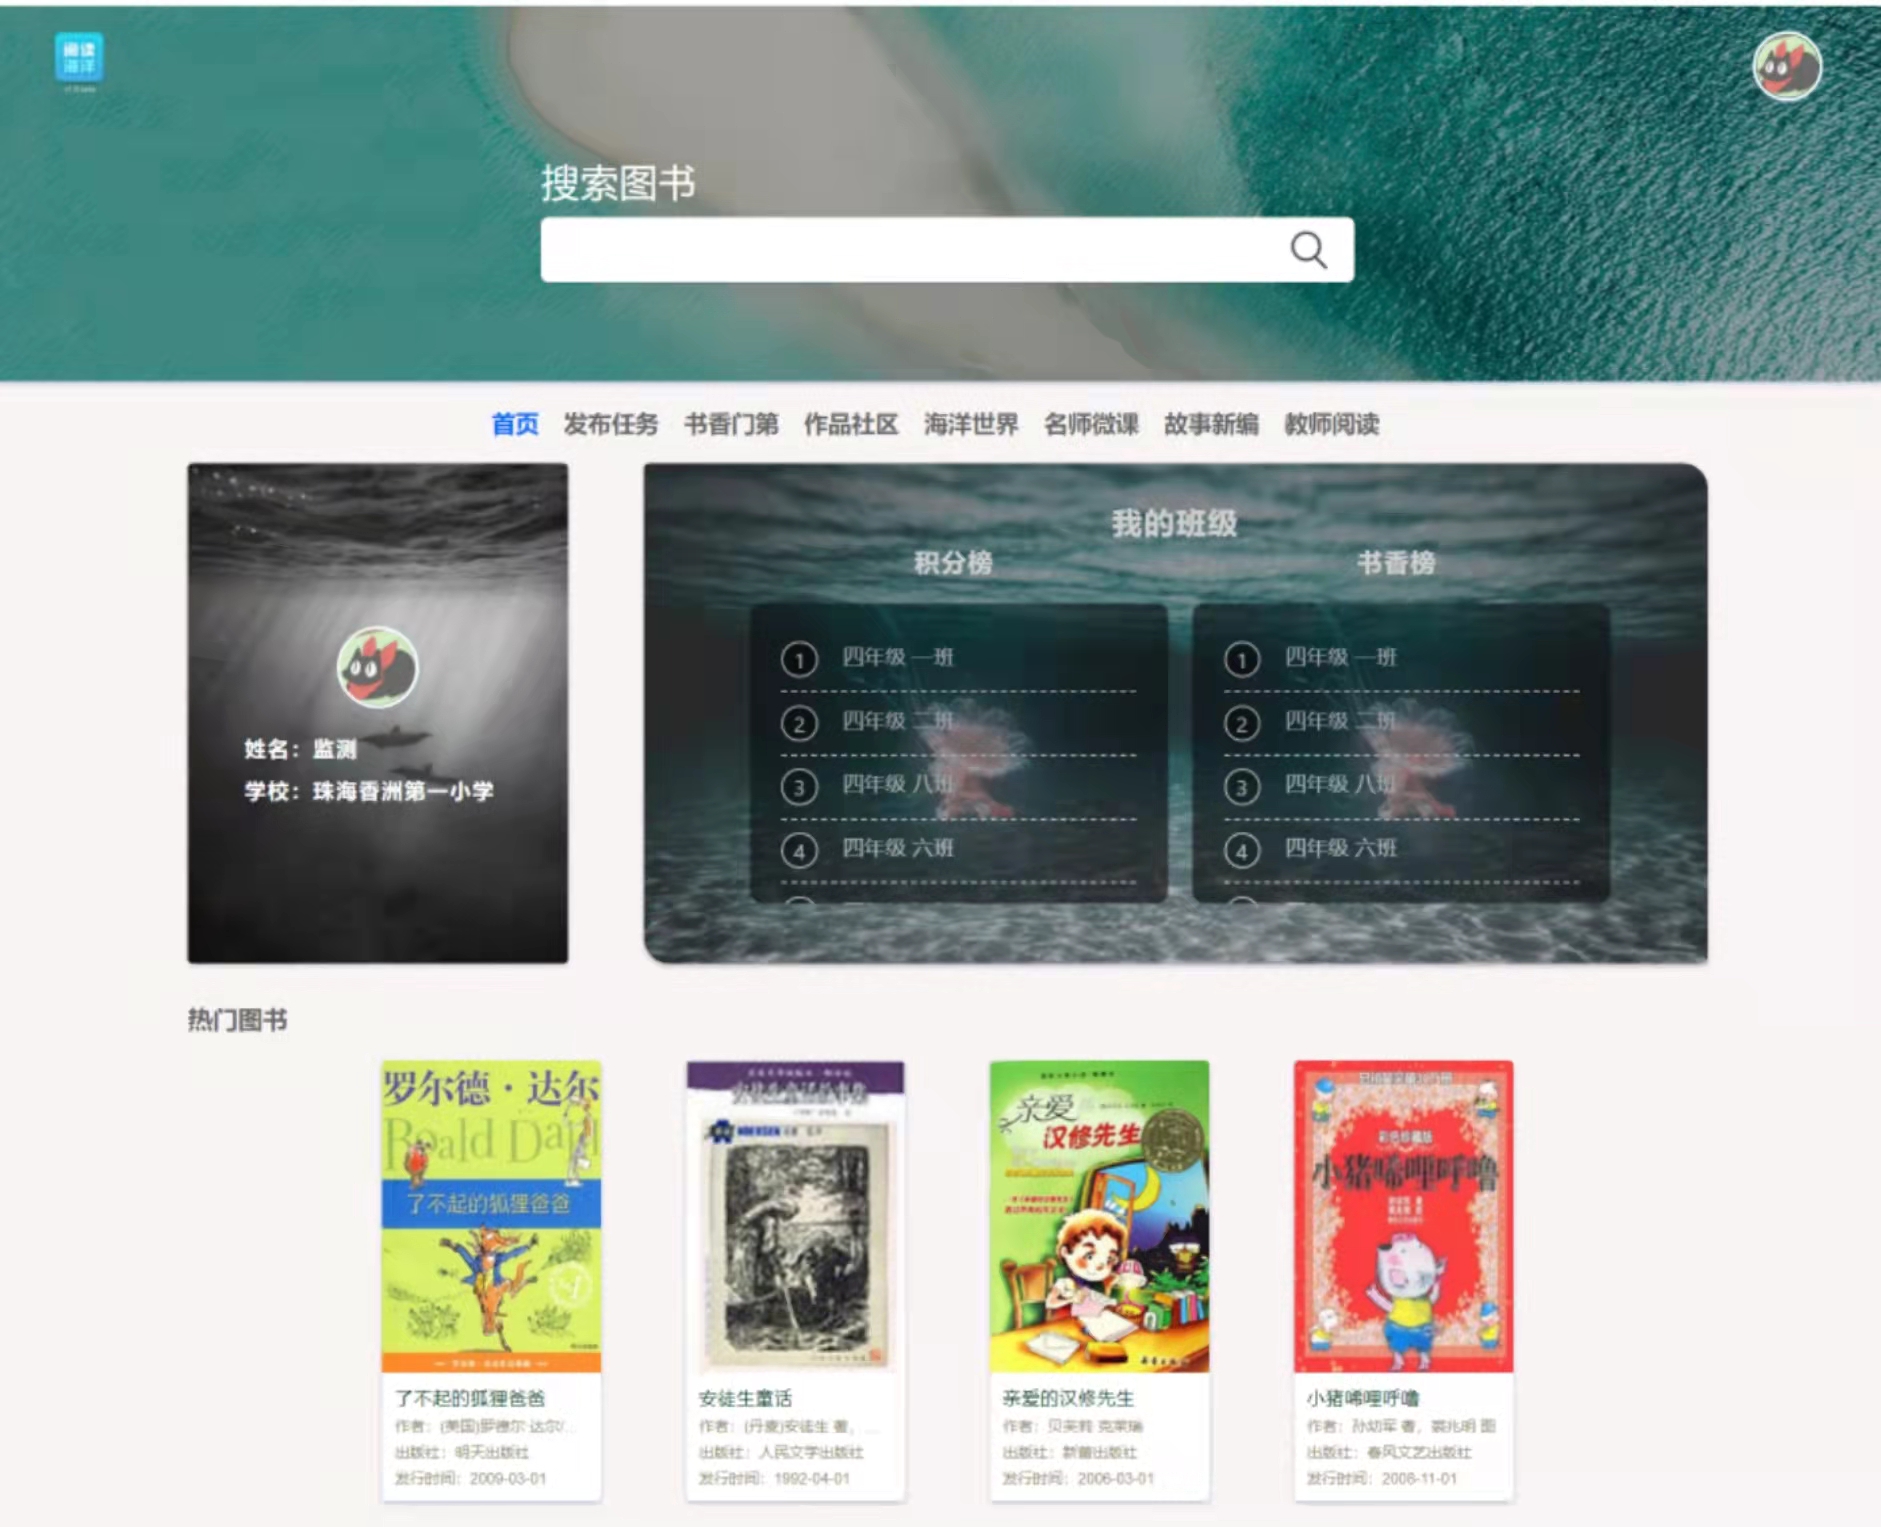 阅读
海洋
搜索图书
首页 发布任务 书香门第 作品社区 海洋世界 名师微课 故事新编 教师阅读
姓名：监测
学校：珠海香洲第一小学
我的班级
积分榜
1 四年级 一班
2 四年级 二班
3 四年级 八班
4 四年级 六班
书香榜
1 四年级 一班
2 四年级 二班
3 四年级 八班
4 四年级 六班
热门图书
罗尔德·达尔
Roald Dahl
了不起的狐狸爸爸
了不起的狐狸爸爸
作者：(英国)罗德尔·达尔/...
出版社：明天出版社
发行时间：2009-03-01
安徒生童话故事集
安徒生童话
作者：(丹麦)安徒生 著，...
出版社：人民文学出版社
发行时间：1992-04-01
亲爱
汉修先生
亲爱的汉修先生
作者：贝芙莉 克莱瑞
出版社：新蕾出版社
发行时间：2006-03-01
彩色珍藏版
小猪唏哩呼噜
小猪唏哩呼噜
作者：孙幼军 著，裘兆明 图
出版社：春风文艺出版社
发行时间：2006-11-01